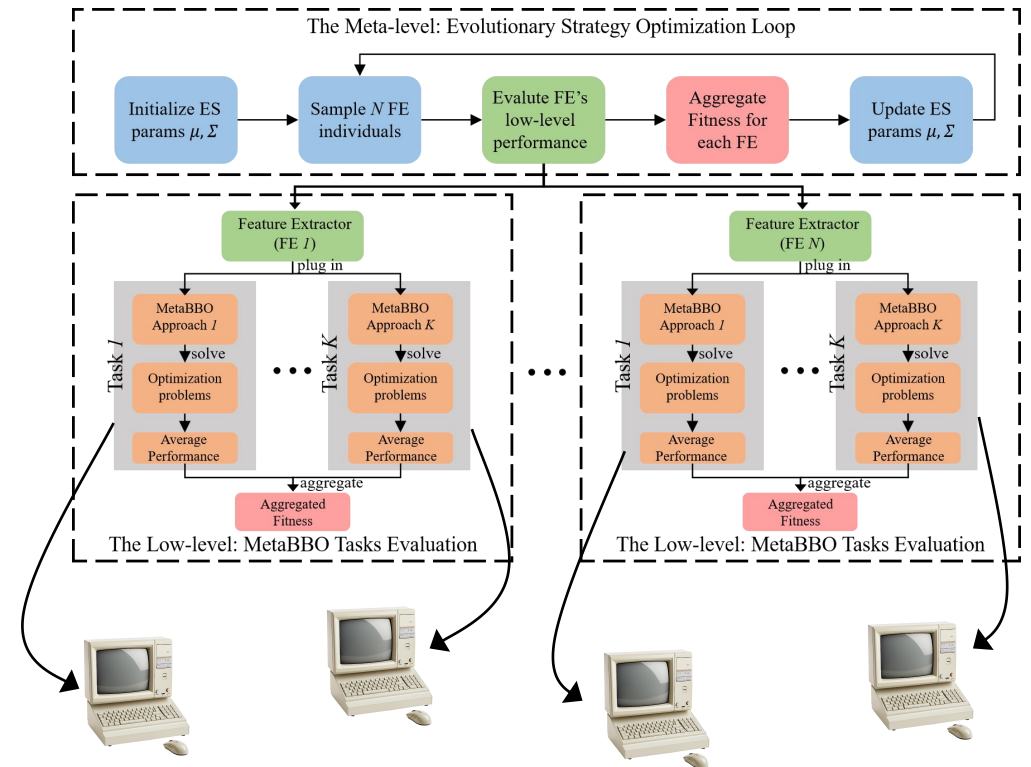 The Meta-level: Evolutionary Strategy Optimization Loop
Initialize ES
params μ, Σ
Sample N FE
individuals
Evalute FE's
low-level
performance
Aggregate
Fitness for
each FE
Update ES
params μ, Σ
Feature Extractor
(FE 1)
plug in
Task 1
MetaBBO
Approach 1
solve
Optimization
problems
Average
Performance
Task K
MetaBBO
Approach K
solve
Optimization
problems
Average
Performance
aggregate
Aggregated
Fitness
The Low-level: MetaBBO Tasks Evaluation
Feature Extractor
(FE N)
plug in
Task 1
MetaBBO
Approach 1
solve
Optimization
problems
Average
Performance
Task K
MetaBBO
Approach K
solve
Optimization
problems
Average
Performance
aggregate
Aggregated
Fitness
The Low-level: MetaBBO Tasks Evaluation